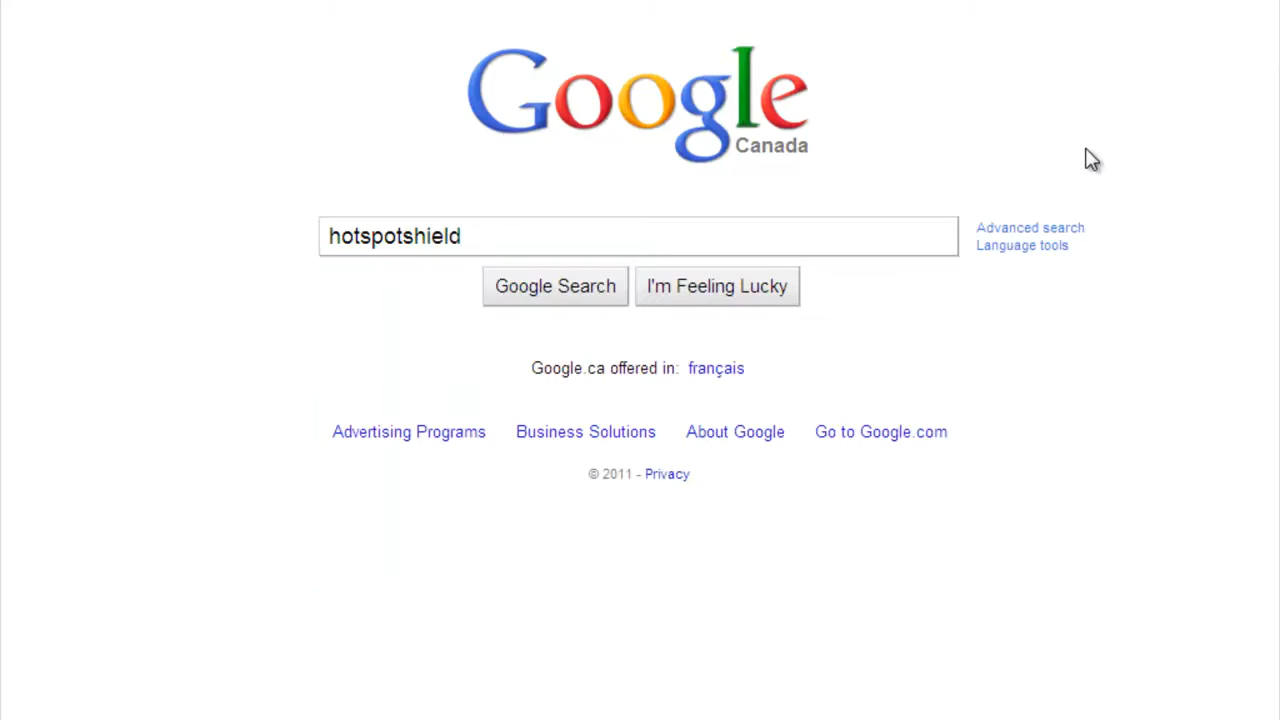 Google
Canada
hotspotshield
Advanced search
Language tools
Google Search
I'm Feeling Lucky
Google.ca offered in: français
Advertising Programs Business Solutions About Google Go to Google.com
© 2011 - Privacy